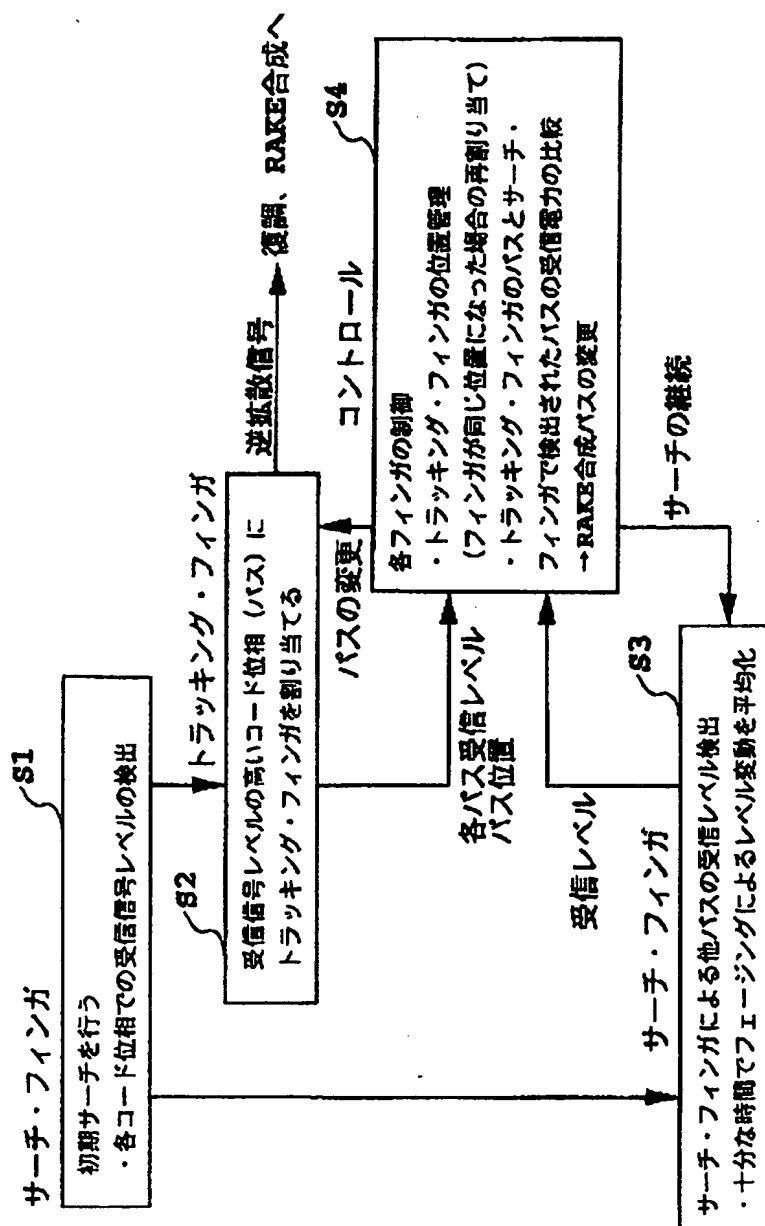 サーチ・フィンガ
S1
初期サーチを行う
・各コード位相での受信信号レベルの検出
S2
トラッキング・フィンガ
受信信号レベルの高いコード位相（パス）に
トラッキング・フィンガを割り当てる
逆拡散信号
復調、RAKE合成へ
パスの変更
コントロール
S4
各フィンガの制御
・トラッキング・フィンガの位置管理
（フィンガが同じ位置になった場合の再割り当て）
・トラッキング・フィンガのパスとサーチ・
フィンガで検出されたパスの受信電力の比較
→RAKE合成パスの変更
各パス受信レベル
パス位置
受信レベル
サーチの継続
サーチ・フィンガ
S3
サーチ・フィンガによる他パスの受信レベル検出
・十分な時間でフェージングによるレベル変動を平均化